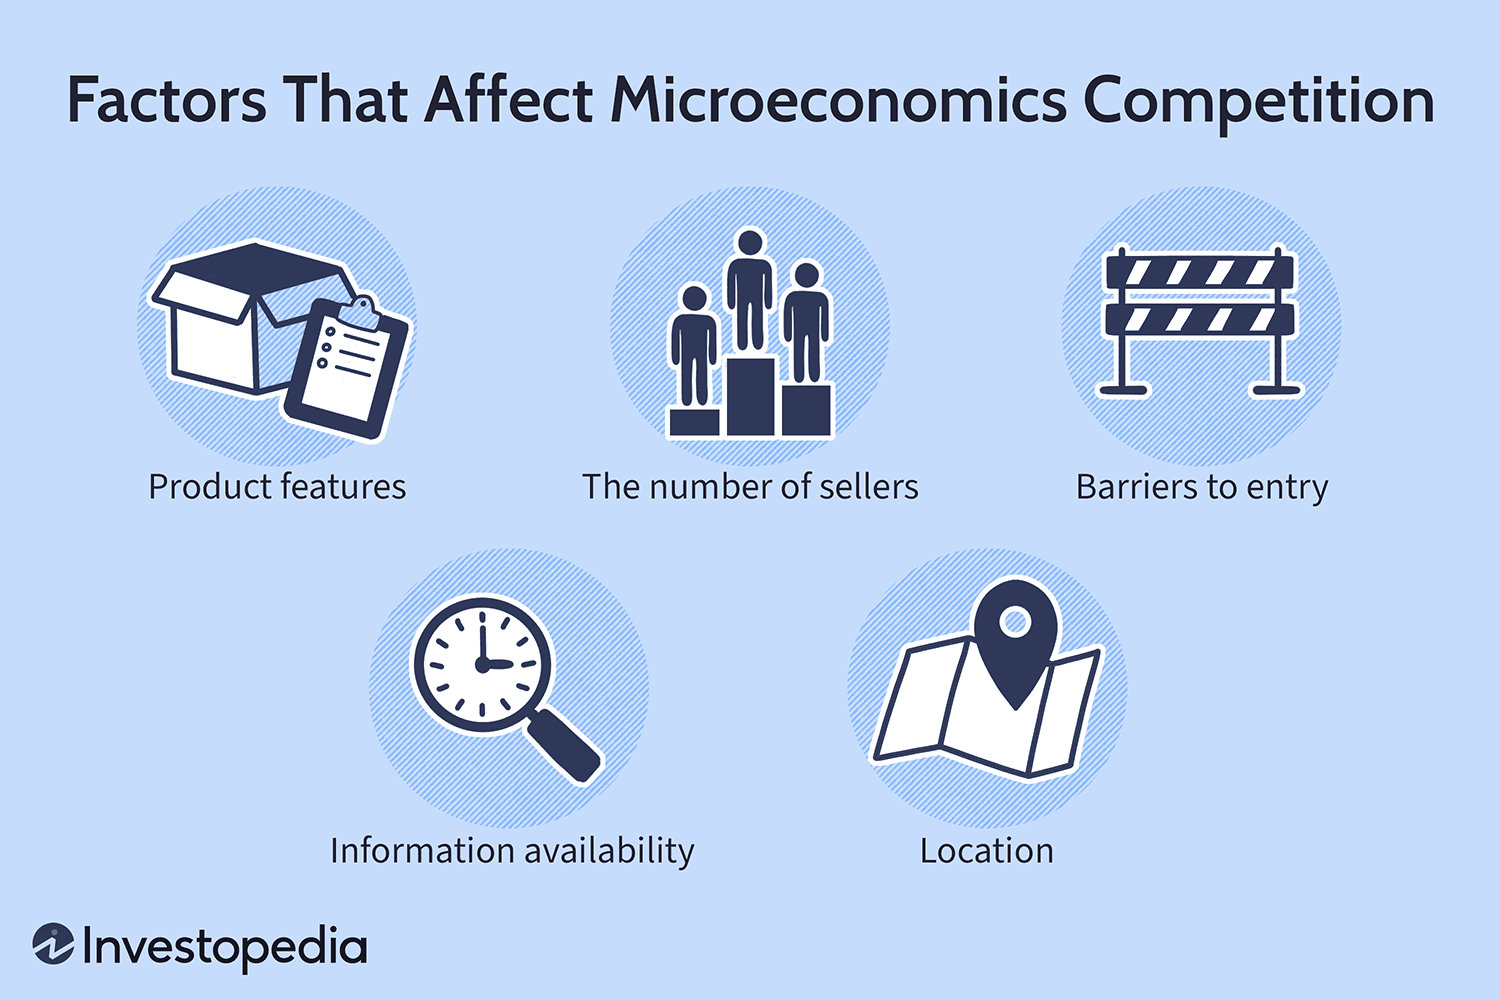 Factors That Affect Microeconomics Competition
Product features
The number of sellers
Barriers to entry
Information availability
Location
Investopedia